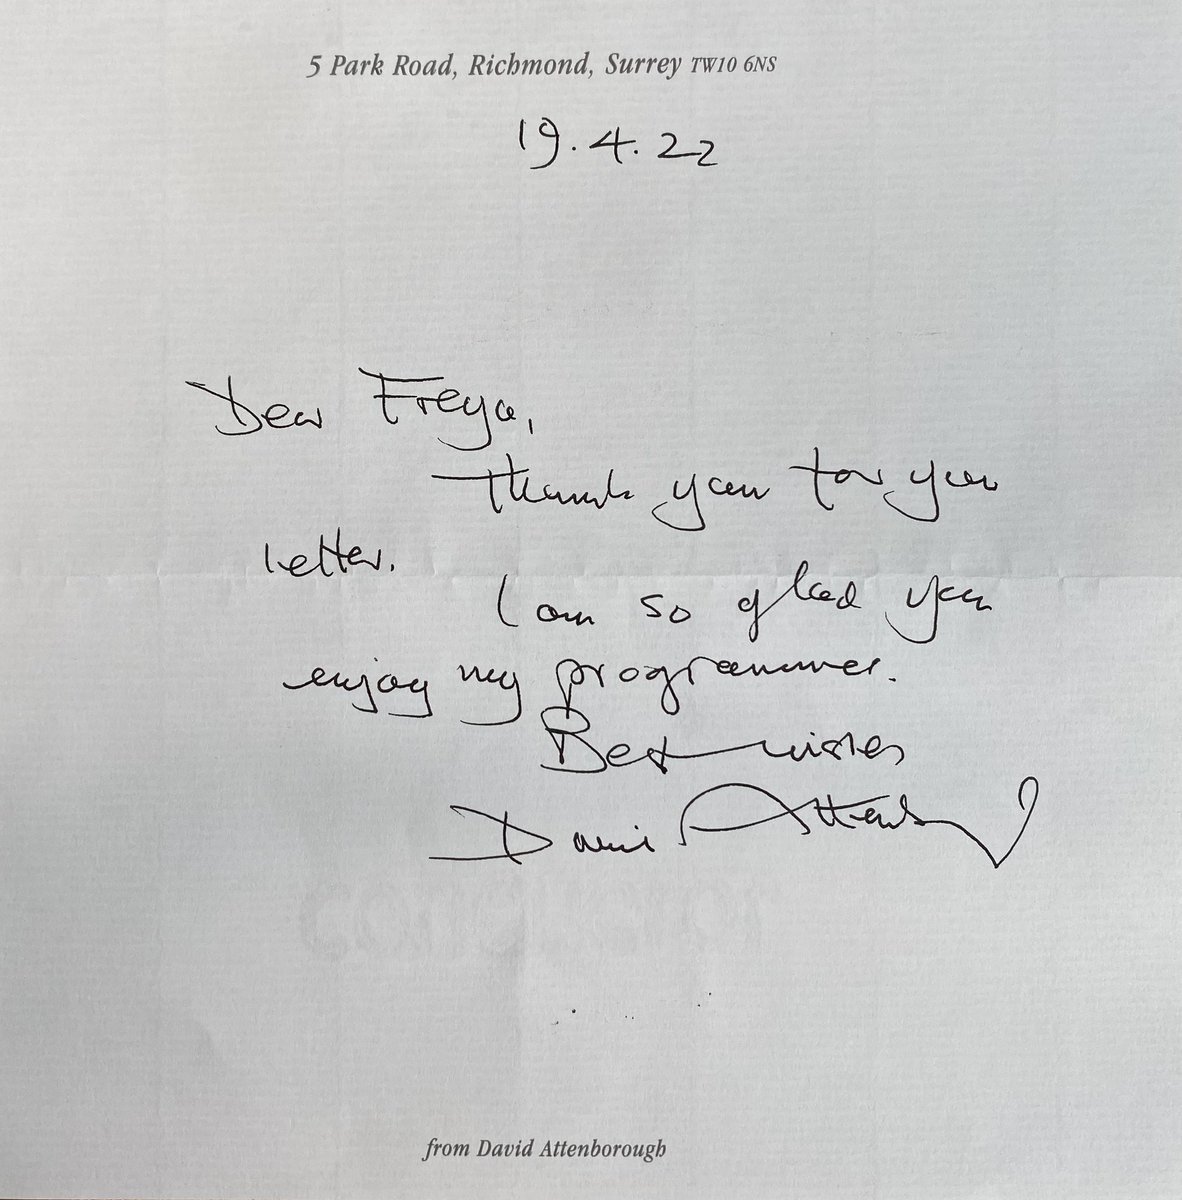 5 Park Road, Richmond, Surrey TW10 6NS
19.4.22
Dear Freya,
Thank you for your
letter.
I am so glad you
enjoy my programmes.
Best wishes
David Attenborough
from David Attenborough